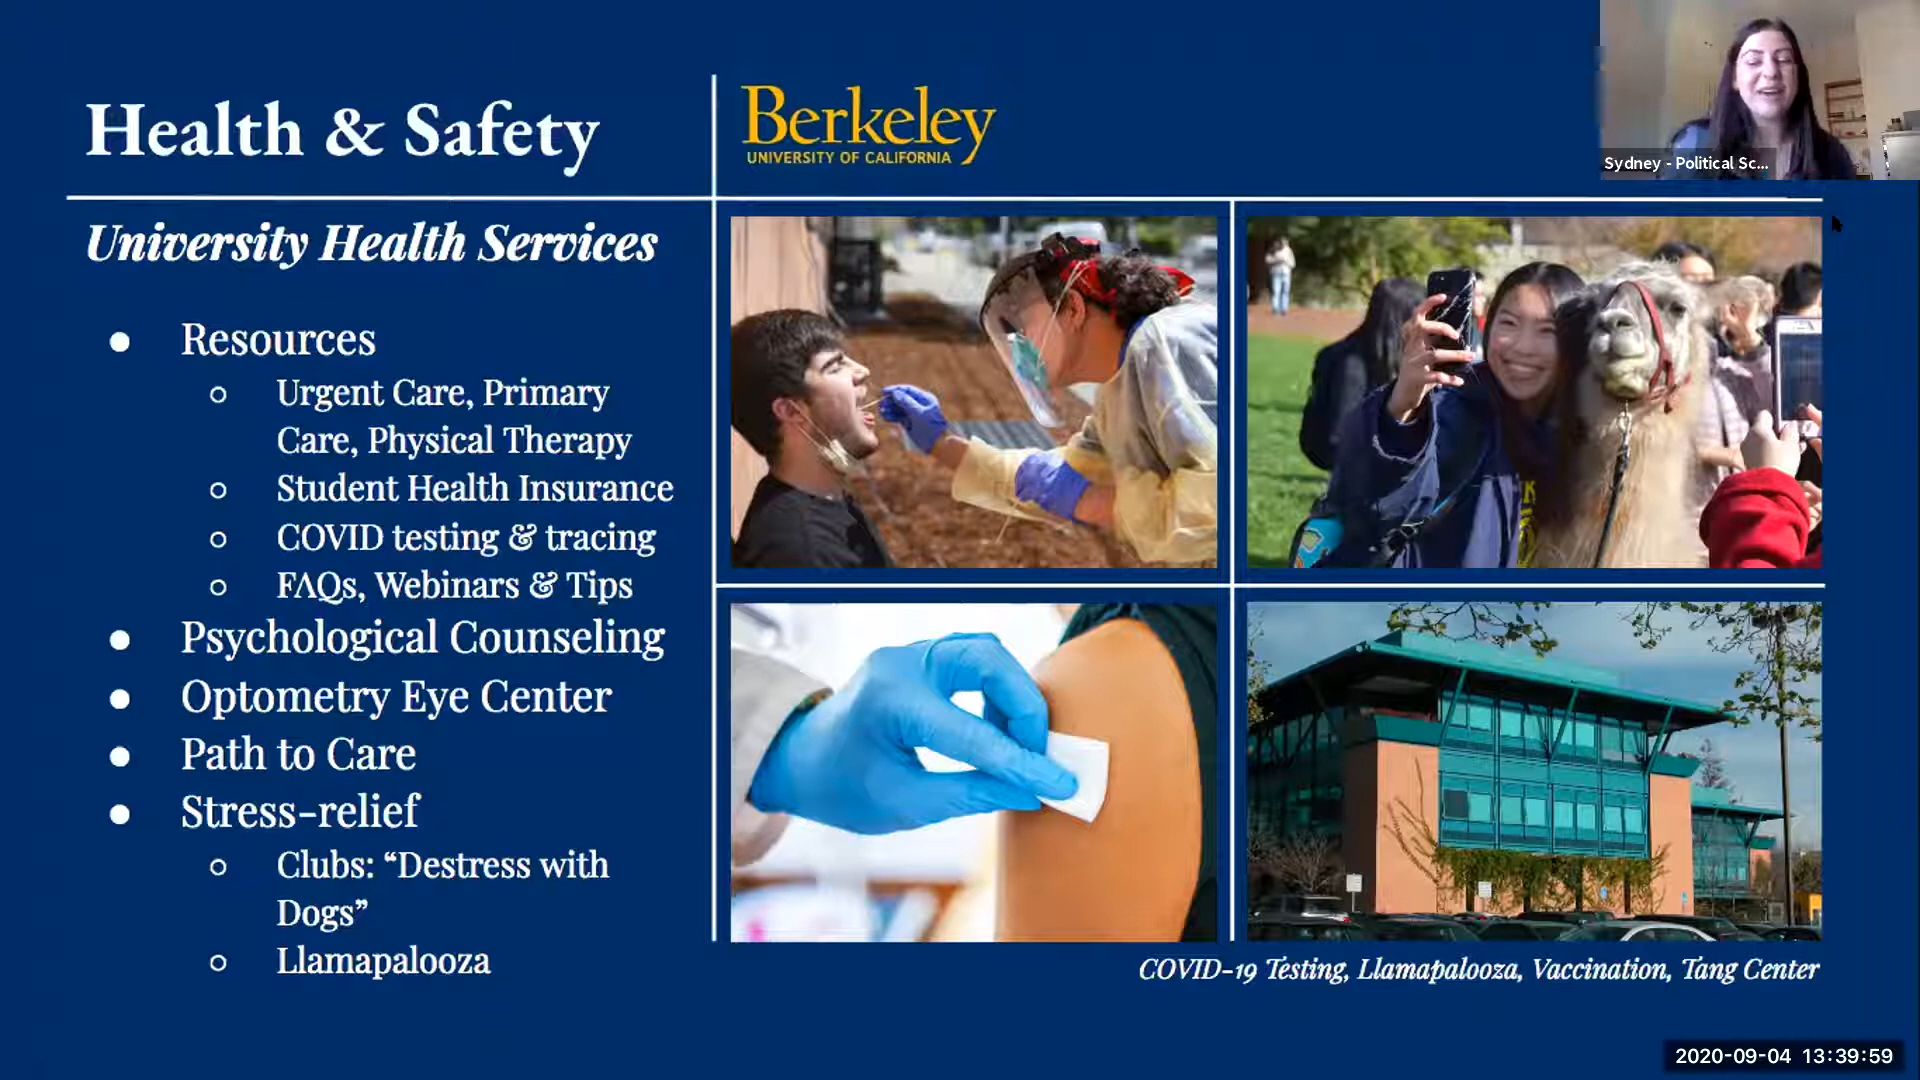 Health & Safety
Berkeley
UNIVERSITY OF CALIFORNIA
Sydney - Political Sc...
University Health Services
Resources
Urgent Care, Primary
Care, Physical Therapy
Student Health Insurance
COVID testing & tracing
FAQs, Webinars & Tips
Psychological Counseling
Optometry Eye Center
Path to Care
Stress-relief
Clubs: “Destress with
Dogs”
Llamapalooza
COVID-19 Testing, Llamapalooza, Vaccination, Tang Center
2020-09-04 13:39:59